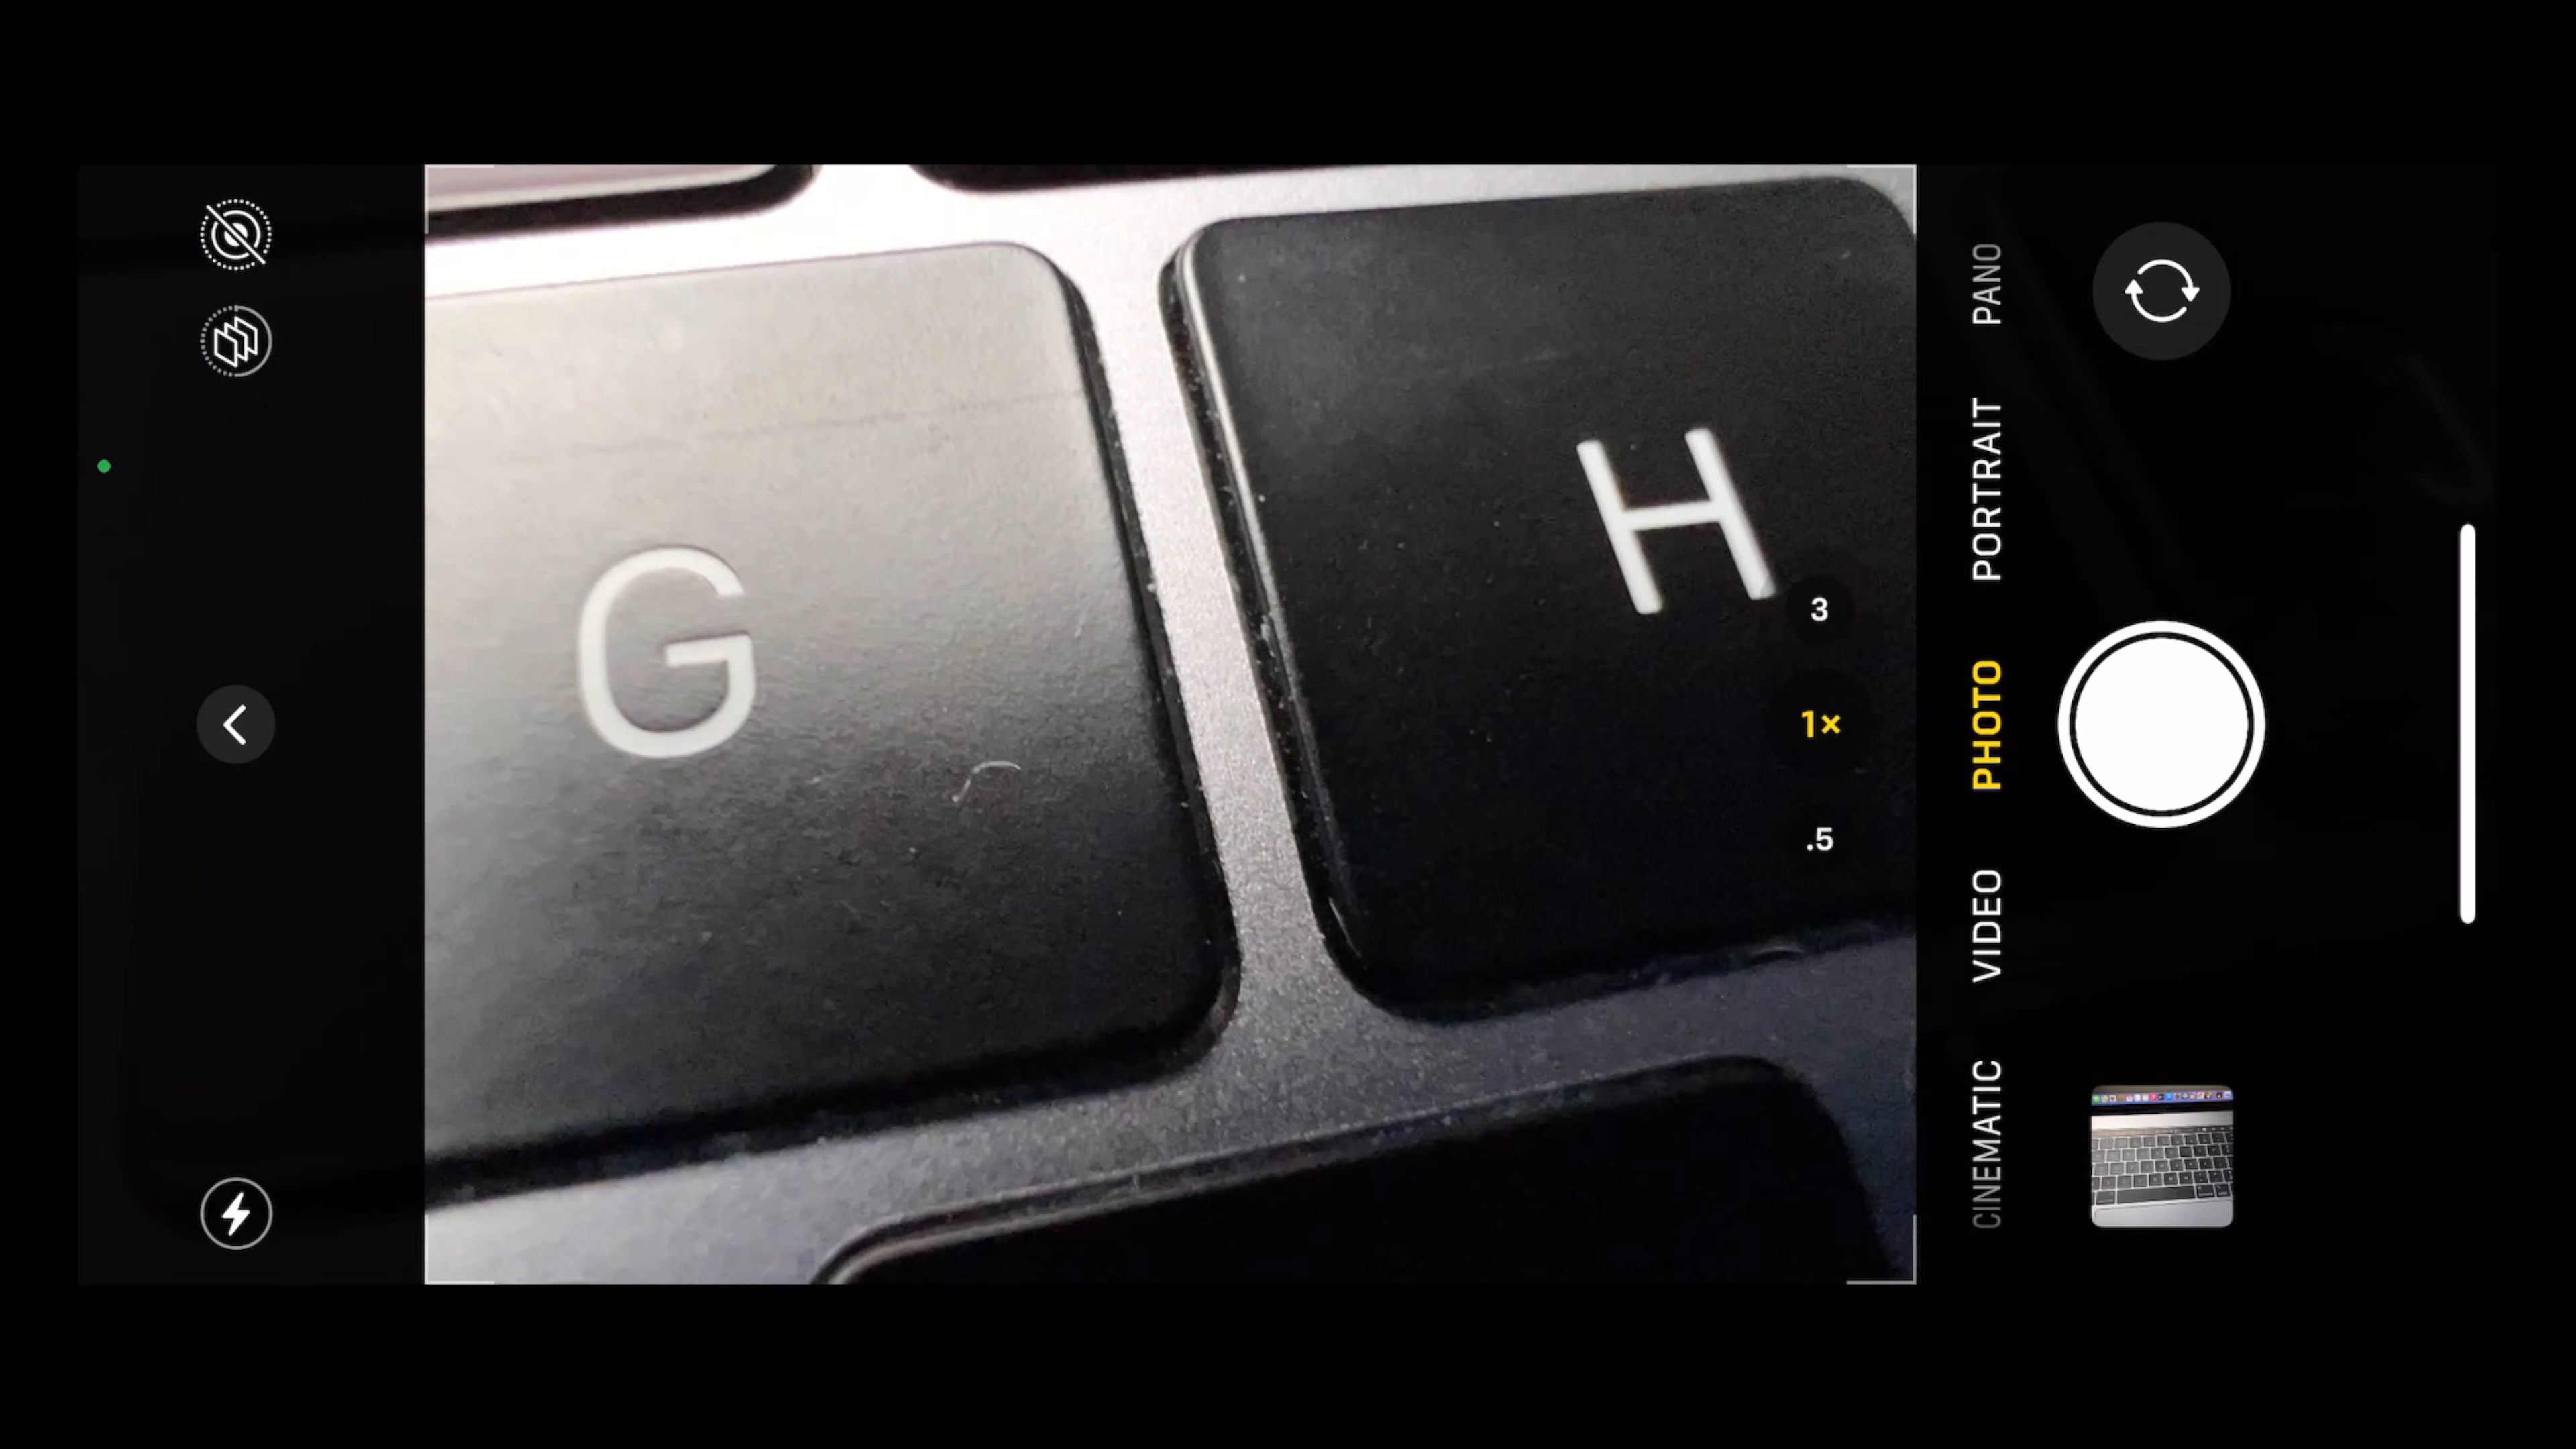 G
H
3
1×
.5
PANO
PORTRAIT
PHOTO
VIDEO
CINEMATIC